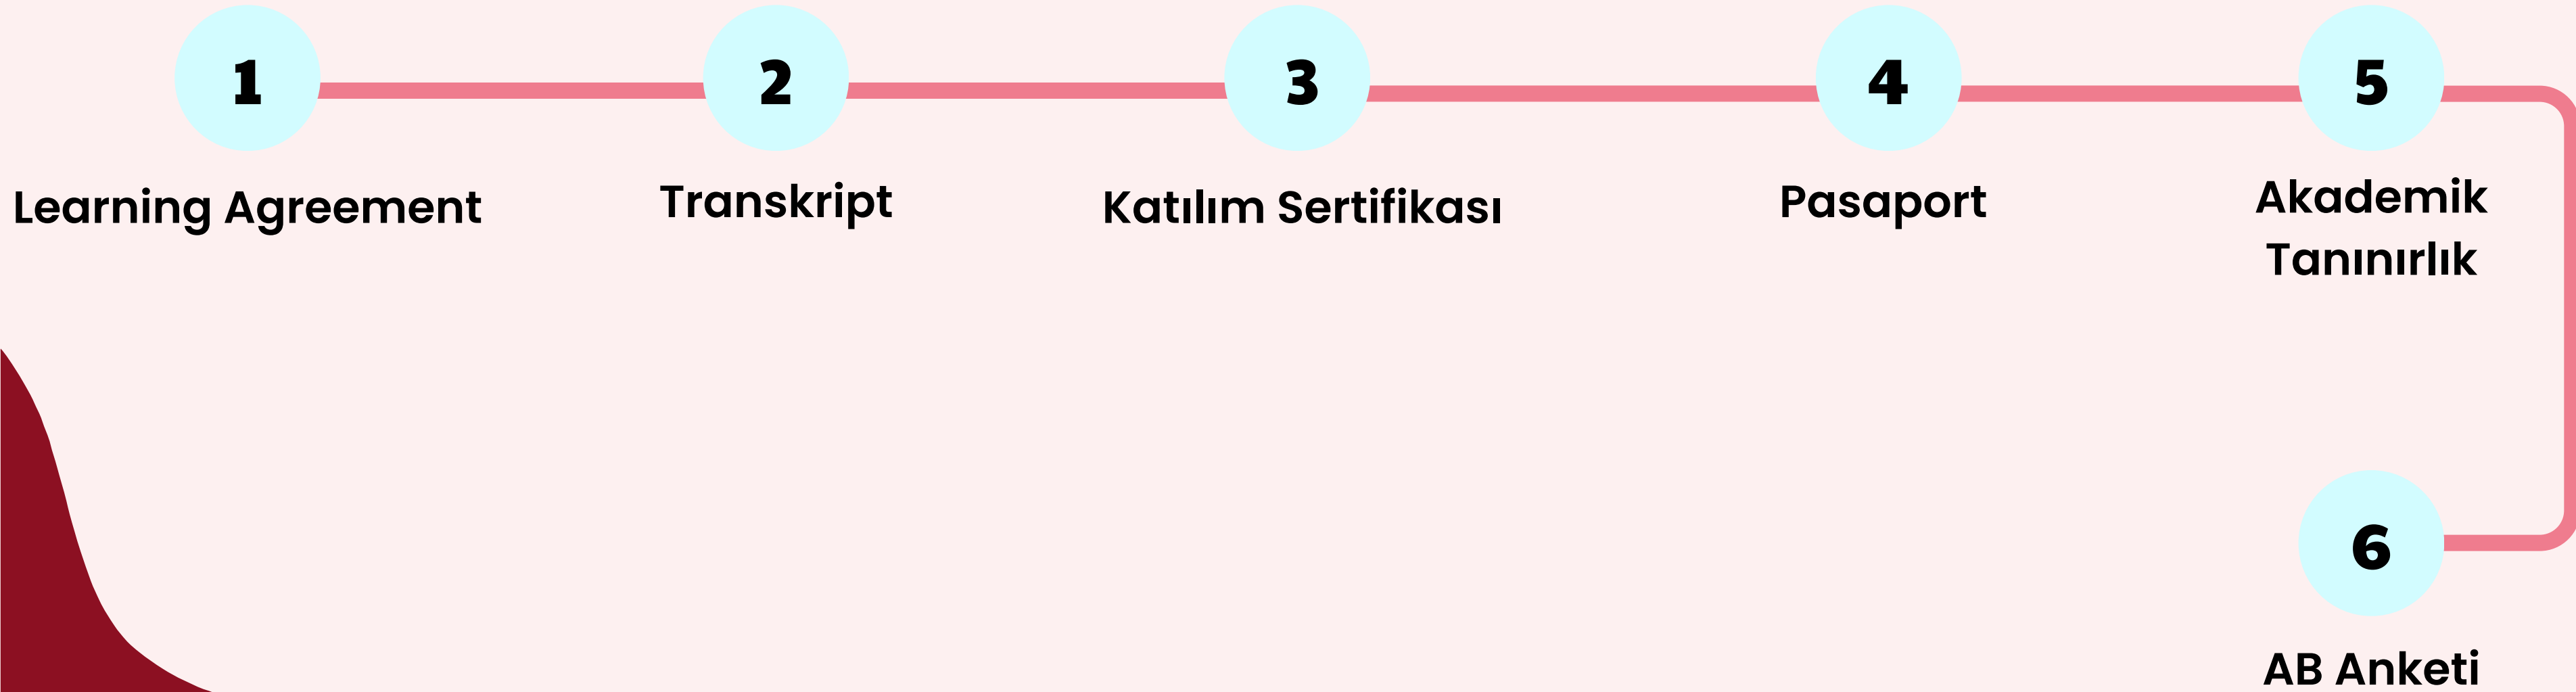 1
2
3
4
5
Learning Agreement
Transkript
Katılım Sertifikası
Pasaport
Akademik
Tanınırlık
6
AB Anketi